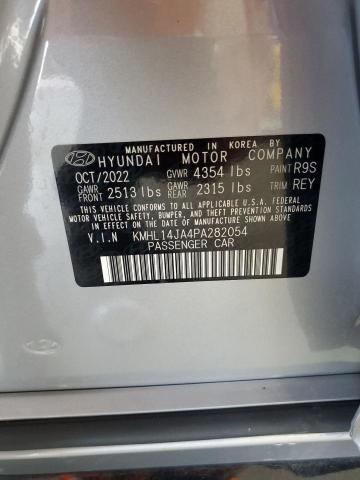 MANUFACTURED IN KOREA BY
HYUNDAI MOTOR COMPANY
OCT/2022 GVWR 4354 lbs PAINT R9S
GAWR FRONT 2513 lbs GAWR REAR 2315 lbs TRIM REY
THIS VEHICLE CONFORMS TO ALL APPLICABLE U.S.A. FEDERAL
MOTOR VEHICLE SAFETY, BUMPER, AND THEFT PREVENTION
STANDARDS IN EFFECT ON THE DATE OF MANUFACTURE SHOWN ABOVE.
V.I.N KMHL14JA4PA282054
PASSENGER CAR